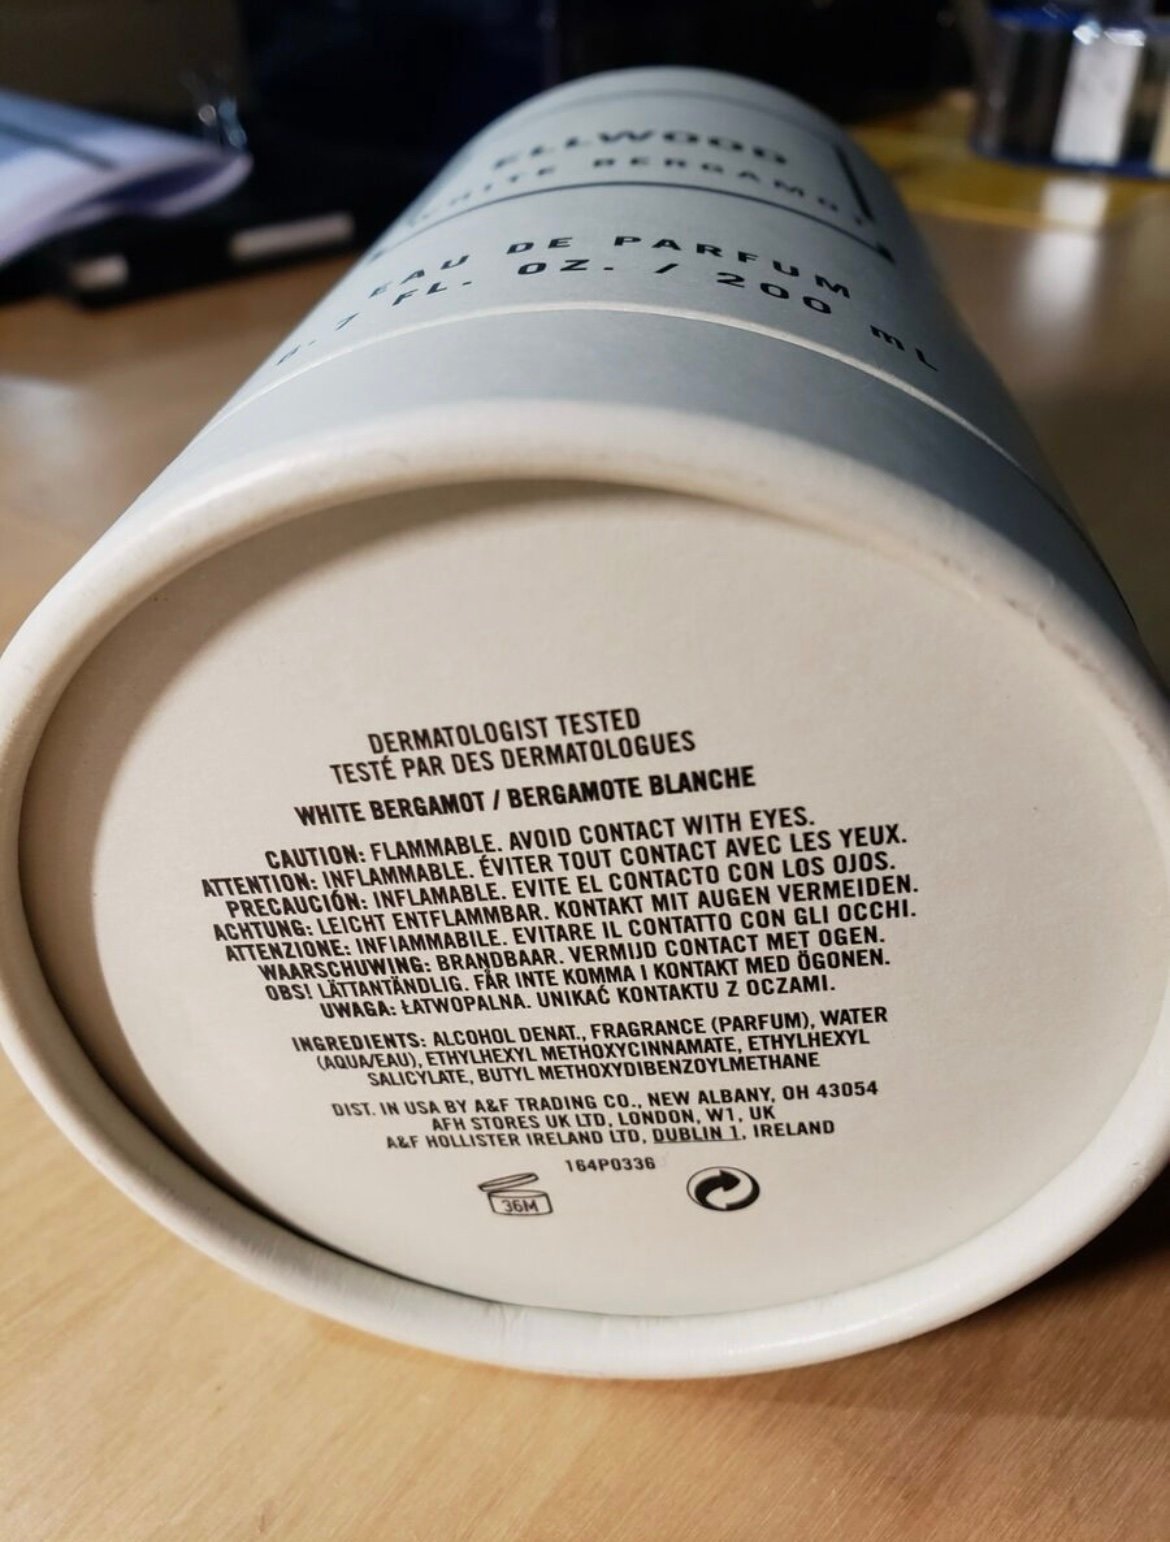 ELLWOOD
WHITE BERGAMOT
EAU DE PARFUM
6.7 FL. OZ. / 200 mL
DERMATOLOGIST TESTED
TESTÉ PAR DES DERMATOLOGUES
WHITE BERGAMOT / BERGAMOTE BLANCHE
CAUTION: FLAMMABLE. AVOID CONTACT WITH EYES.
ATTENTION: INFLAMMABLE. ÉVITER TOUT CONTACT AVEC LES YEUX.
PRECAUCIÓN: INFLAMABLE. EVITE EL CONTACTO CON LOS OJOS.
ACHTUNG: LEICHT ENTFLAMMBAR. KONTAKT MIT AUGEN VERMEIDEN.
ATTENZIONE: INFIAMMABILE. EVITARE IL CONTATTO CON GLI OCCHI.
WAARSCHUWING: BRANDBAAR. VERMIJD CONTACT MET OGEN.
OBS! LÄTTANTÄNDLIG. FÅR INTE KOMMA I KONTAKT MED ÖGONEN.
UWAGA: ŁATWOPALNA. UNIKAĆ KONTAKTU Z OCZAMI.
INGREDIENTS: ALCOHOL DENAT., FRAGRANCE (PARFUM), WATER
(AQUA/EAU), ETHYLHEXYL METHOXYCINNAMATE, ETHYLHEXYL
SALICYLATE, BUTYL METHOXYDIBENZOYLMETHANE
DIST. IN USA BY A&F TRADING CO., NEW ALBANY, OH 43054
AFH STORES UK LTD, LONDON, W1, UK
A&F HOLLISTER IRELAND LTD, DUBLIN 1, IRELAND
164P0336
36M